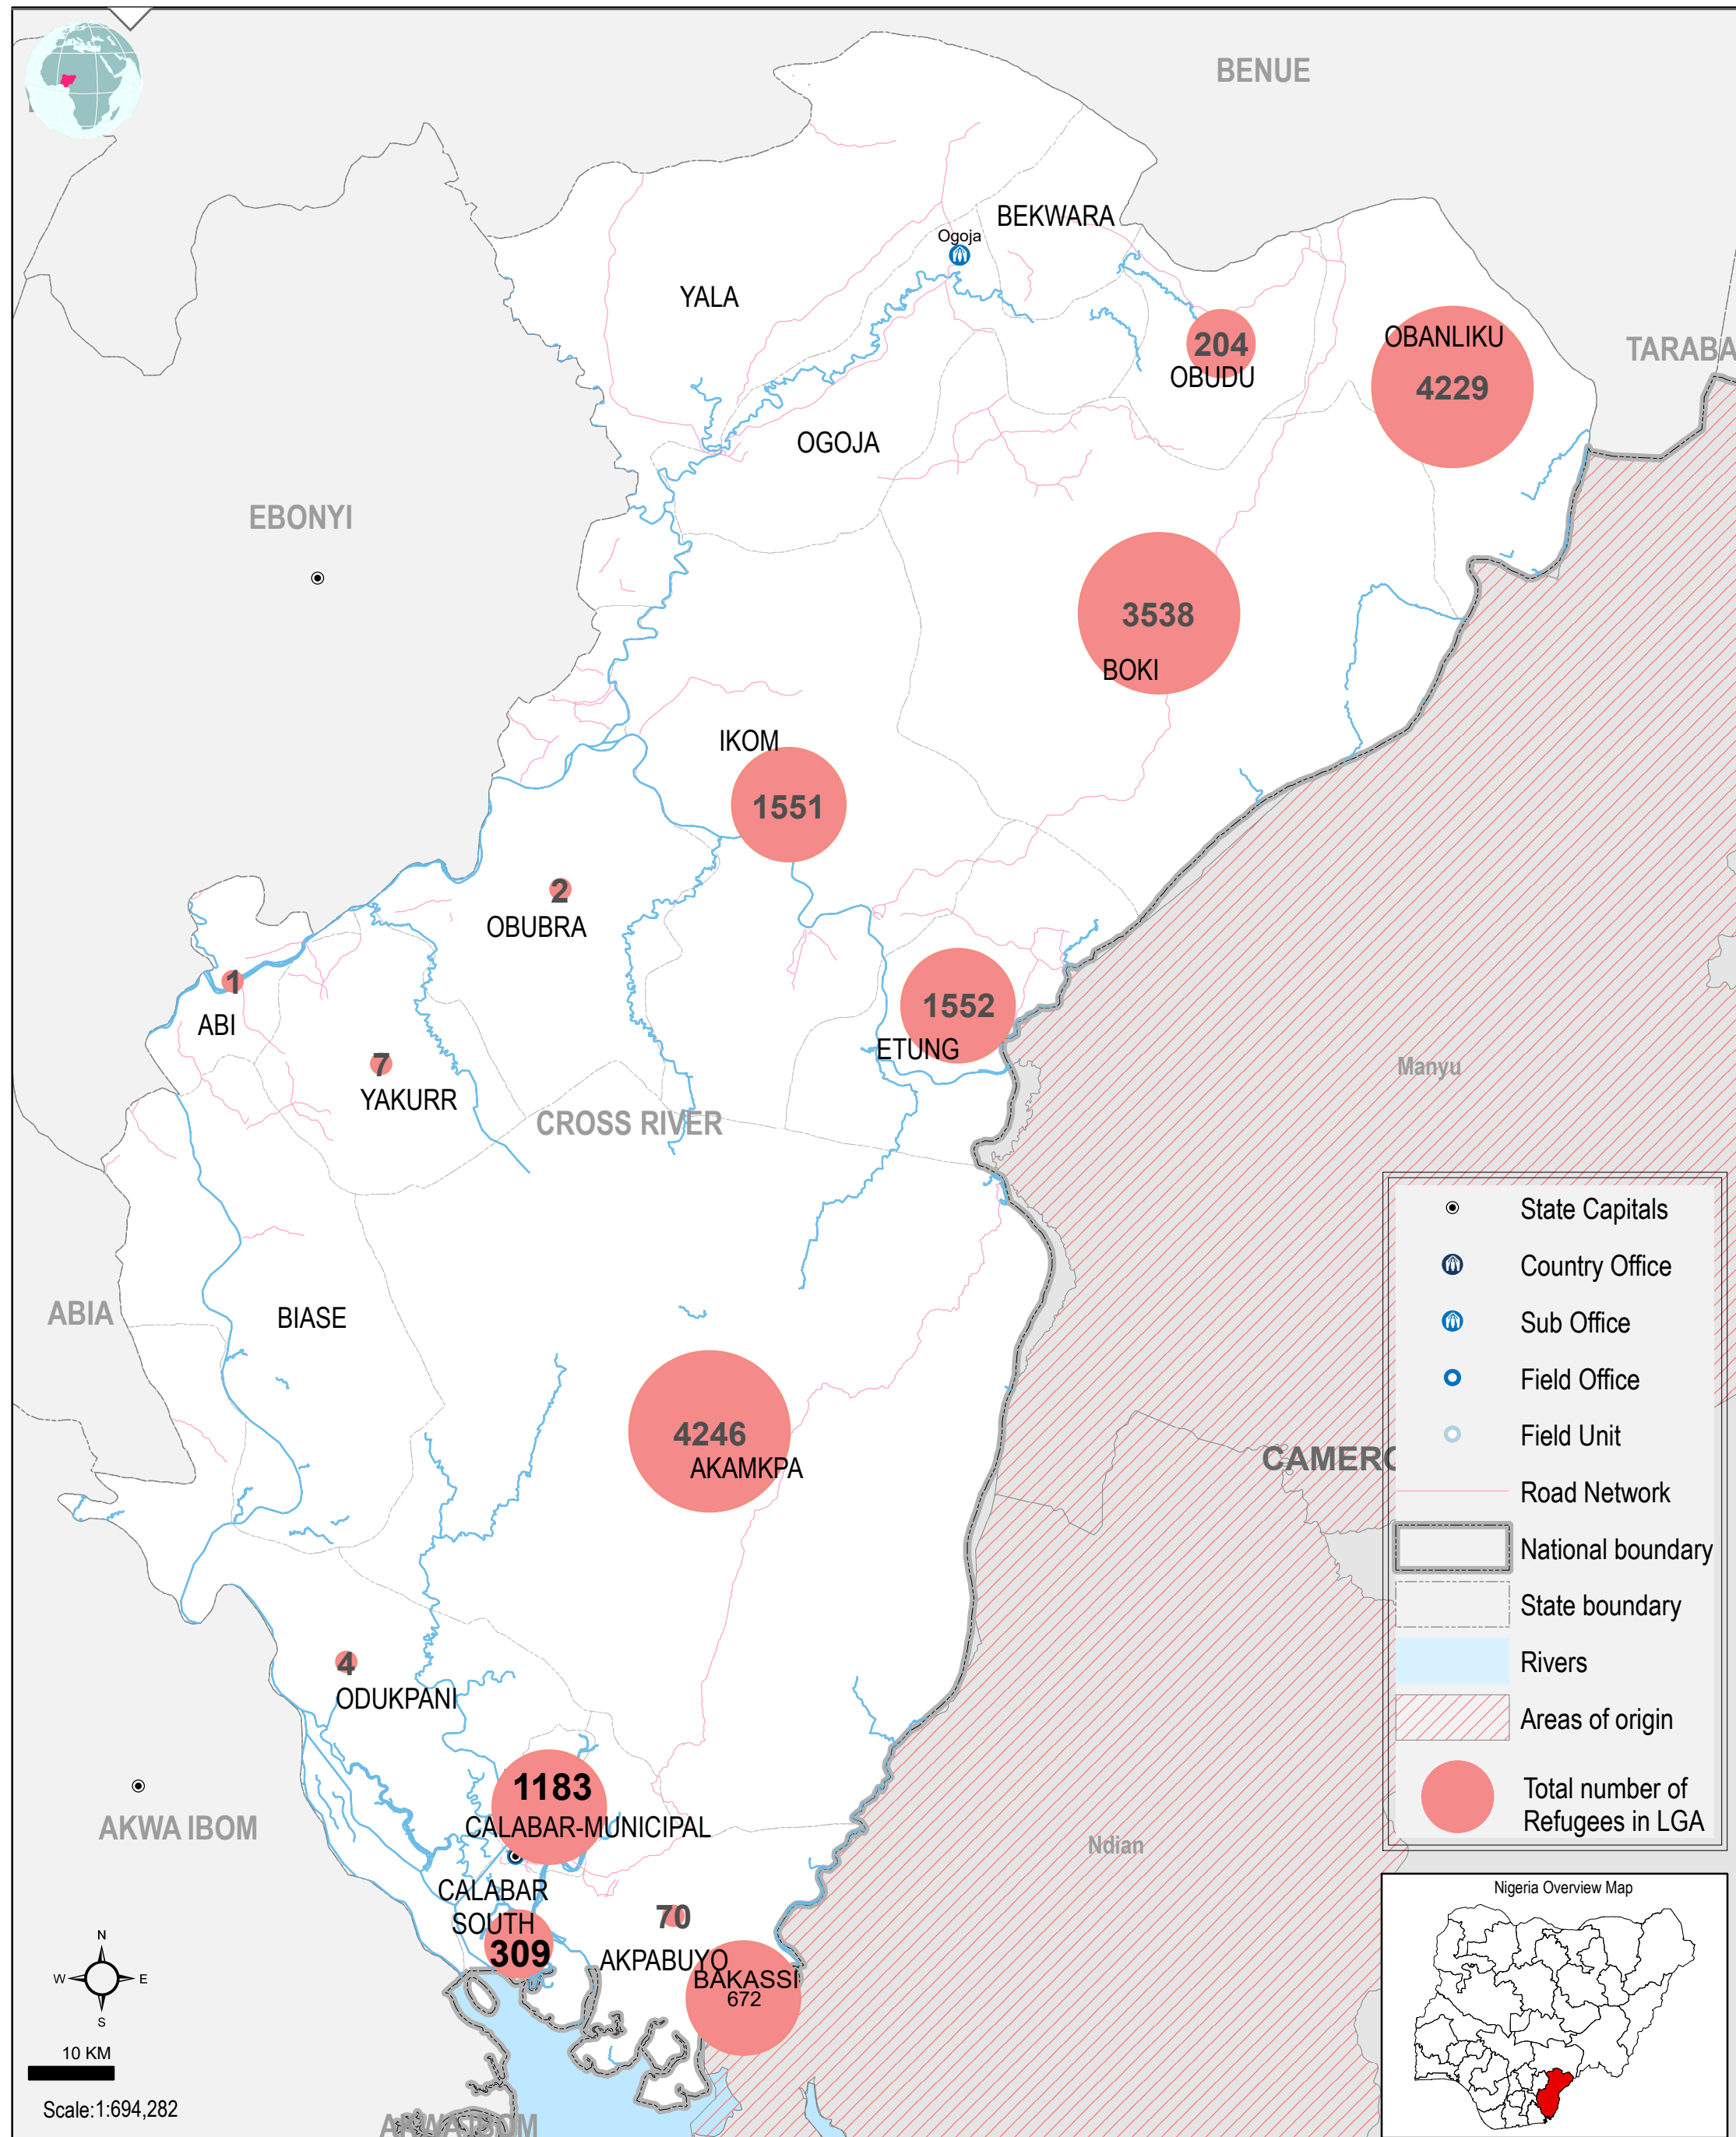 BENUE
BEKWARA
Ogoja
YALA
204
OBUDU
OBANLIKU
4229
TARABA
OGOJA
EBONYI
3538
BOKI
IKOM
1551
2
OBUBRA
1
ABI
1552
ETUNG
7
YAKURR
Manyu
CROSS RIVER
ABIA
BIASE
4246
AKAMKPA
CAMERO
State Capitals
Country Office
Sub Office
Field Office
Field Unit
Road Network
National boundary
State boundary
Rivers
Areas of origin
Total number of
Refugees in LGA
4
ODUKPANI
1183
CALABAR-MUNICIPAL
AKWA IBOM
Ndian
CALABAR
SOUTH
309
70
AKPABUYO
BAKASSI
672
N
W
E
S
10 KM
Scale:1:694,282
AKWA IBOM
Nigeria Overview Map